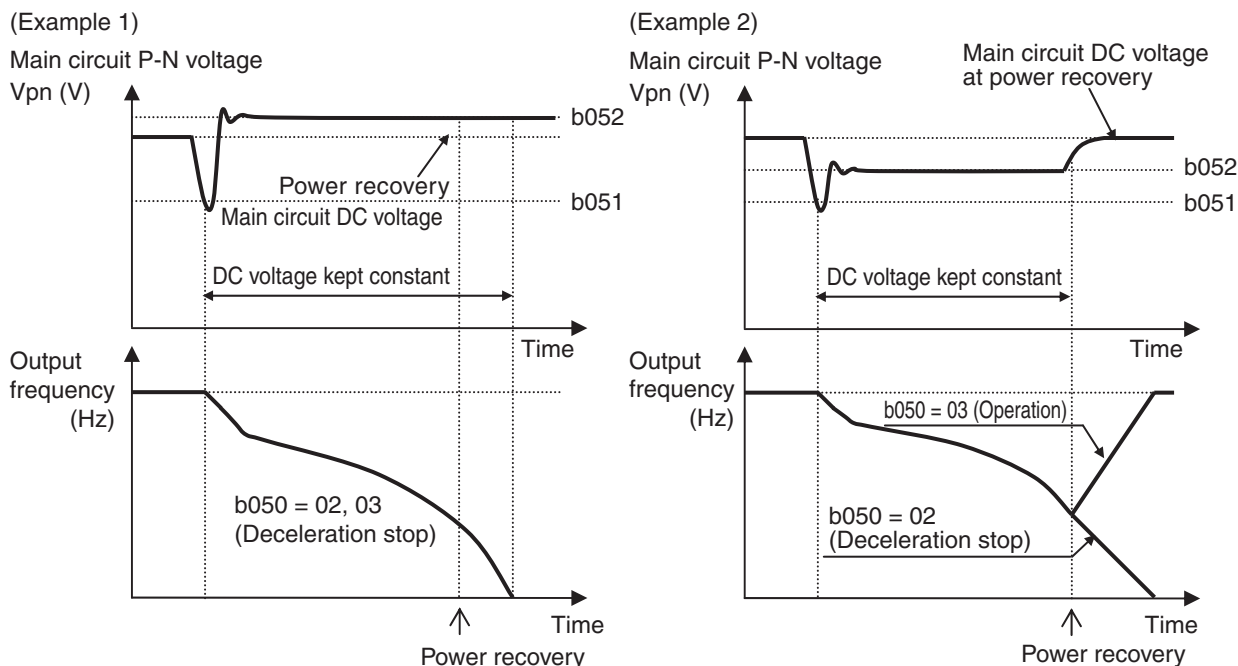 (Example 1)
Main circuit P-N voltage
Vpn (V)
b052
Power recovery
Main circuit DC voltage
b051
DC voltage kept constant
Time
Output
frequency
(Hz)
b050 = 02, 03
(Deceleration stop)
Time
Power recovery
(Example 2)
Main circuit P-N voltage
Vpn (V)
Main circuit DC voltage
at power recovery
b052
b051
DC voltage kept constant
Time
Output
frequency
(Hz)
b050 = 03 (Operation)
b050 = 02
(Deceleration stop)
Time
Power recovery